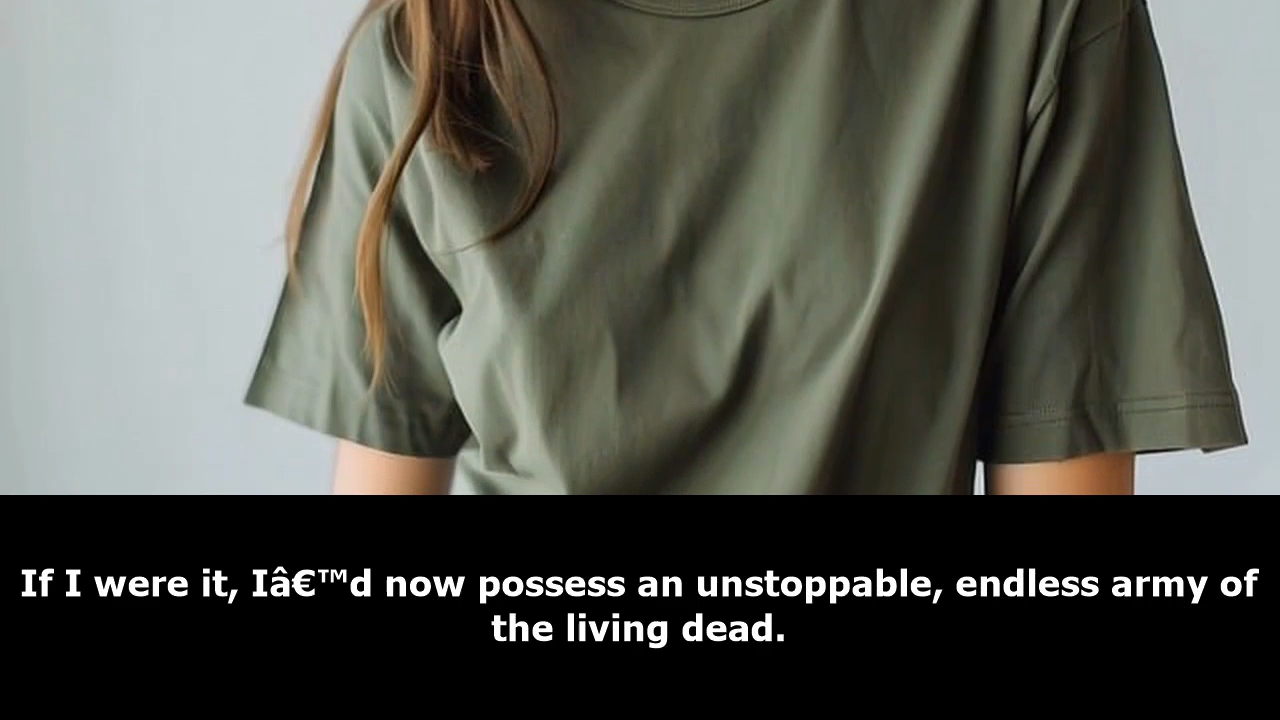 If I were it, Iâ€™d now possess an unstoppable, endless army of
the living dead.